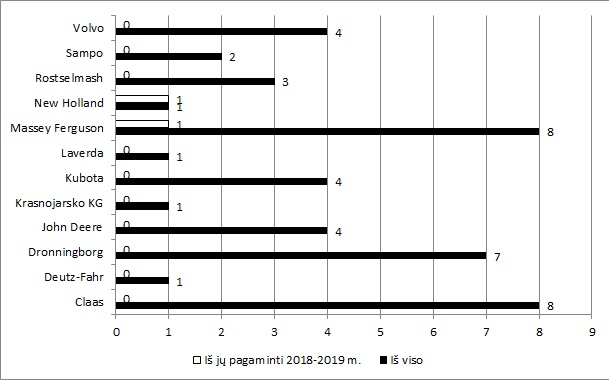 Volvo 0 4
Sampo 0 2
Rostselmash 0 3
New Holland 1 1
Massey Ferguson 1 8
Laverda 0 1
Kubota 0 4
Krasnojarsko KG 0 1
John Deere 0 4
Dronningborg 0 7
Deutz-Fahr 0 1
Claas 0 8
0 1 2 3 4 5 6 7 8 9
Iš jų pagaminti 2018-2019 m. Iš viso